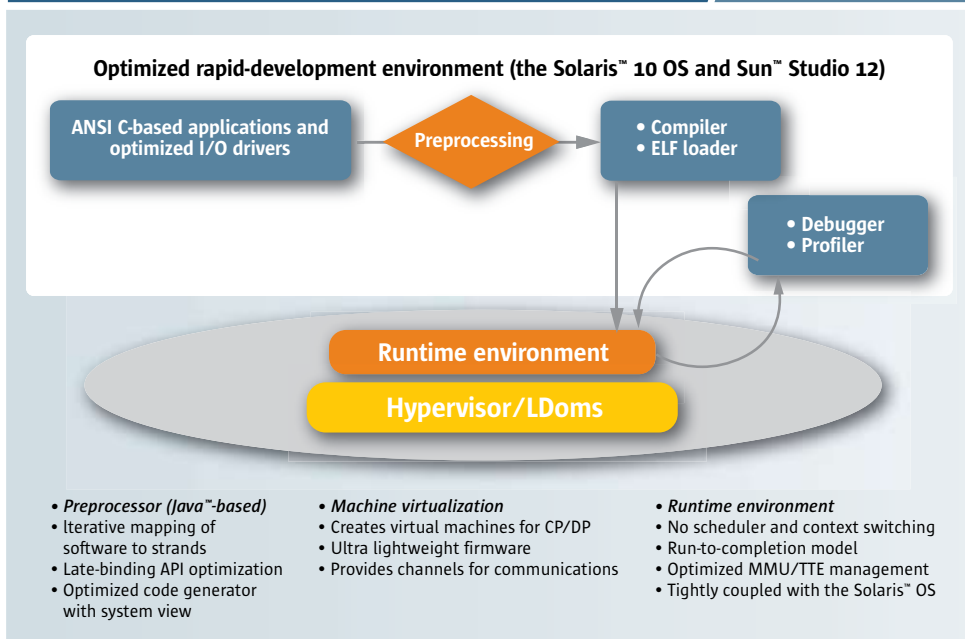 Optimized rapid-development environment (the Solaris™ 10 OS and Sun™ Studio 12)
ANSI C-based applications and
optimized I/O drivers
Preprocessing
• Compiler
• ELF loader
• Debugger
• Profiler
Runtime environment
Hypervisor/LDoms
• Preprocessor (Java™-based)
• Iterative mapping of
software to strands
• Late-binding API optimization
• Optimized code generator
with system view
• Machine virtualization
• Creates virtual machines for CP/DP
• Ultra lightweight firmware
• Provides channels for communications
• Runtime environment
• No scheduler and context switching
• Run-to-completion model
• Optimized MMU/TTE management
• Tightly coupled with the Solaris™ OS